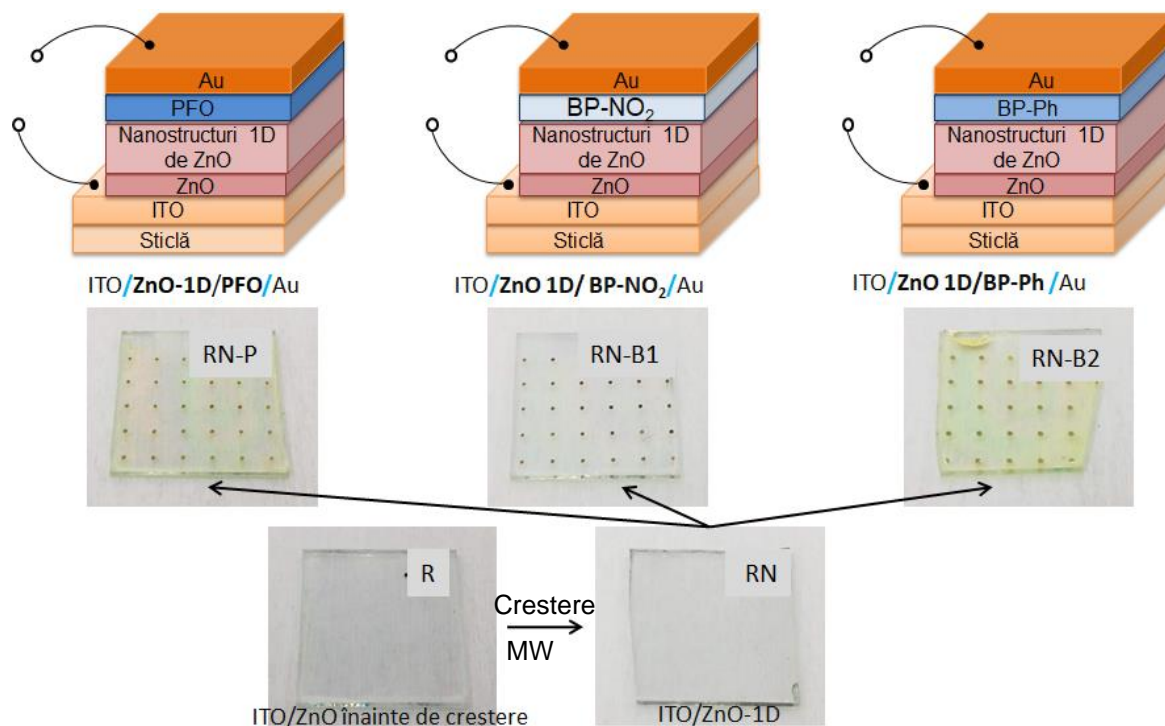 Au
PFO
Nanostructuri 1D
de ZnO
ZnO
ITO
Sticlă
ITO/ZnO-1D/PFO/Au
Au
BP-NO₂
Nanostructuri 1D
de ZnO
ZnO
ITO
Sticlă
ITO/ZnO 1D/ BP-NO₂/Au
Au
BP-Ph
Nanostructuri 1D
de ZnO
ZnO
ITO
Sticlă
ITO/ZnO 1D/BP-Ph /Au
RN-P
RN-B1
RN-B2
R
ITO/ZnO înainte de crestere
Crestere
MW
RN
ITO/ZnO-1D